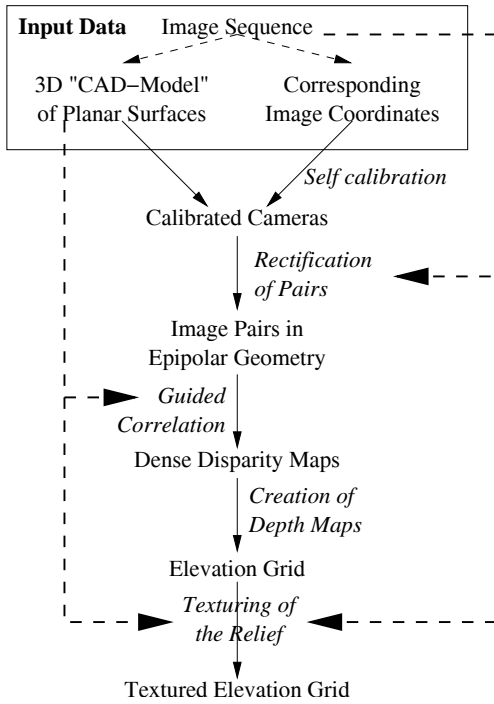 Input Data Image Sequence
3D "CAD−Model"
of Planar Surfaces
Corresponding
Image Coordinates
Self calibration
Calibrated Cameras
Rectification
of Pairs
Image Pairs in
Epipolar Geometry
Guided
Correlation
Dense Disparity Maps
Creation of
Depth Maps
Elevation Grid
Texturing of
the Relief
Textured Elevation Grid